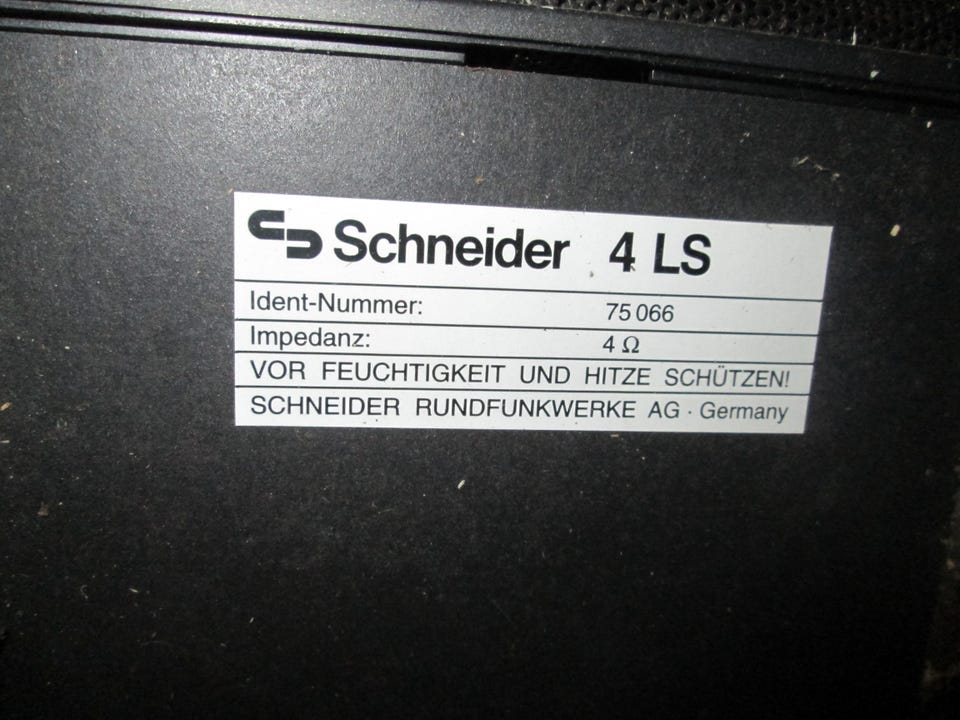 Schneider 4 LS
Ident-Nummer: 75 066
Impedanz: 4 Ω
VOR FEUCHTIGKEIT UND HITZE SCHÜTZEN!
SCHNEIDER RUNDFUNKWERKE AG · Germany